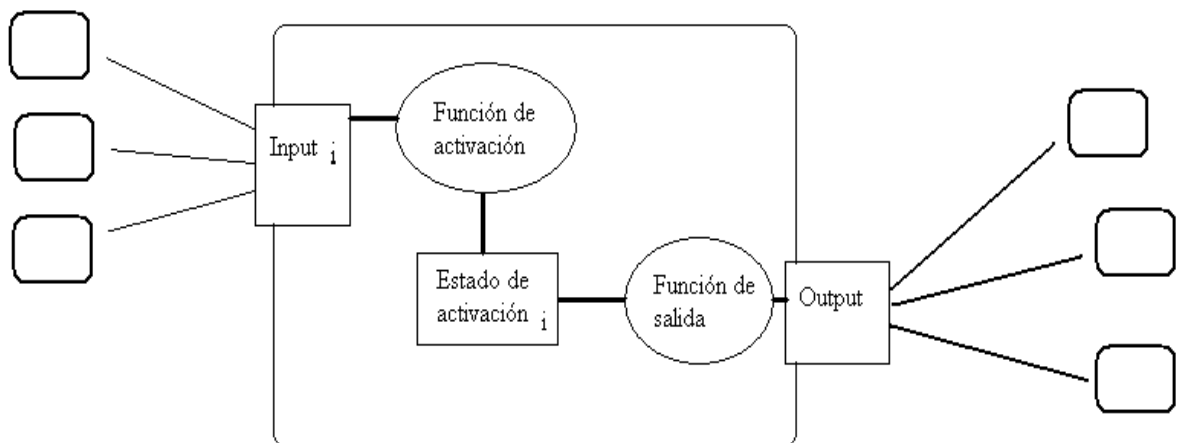 Input i
Función de
activación
Estado de
activación i
Función de
salida
Output